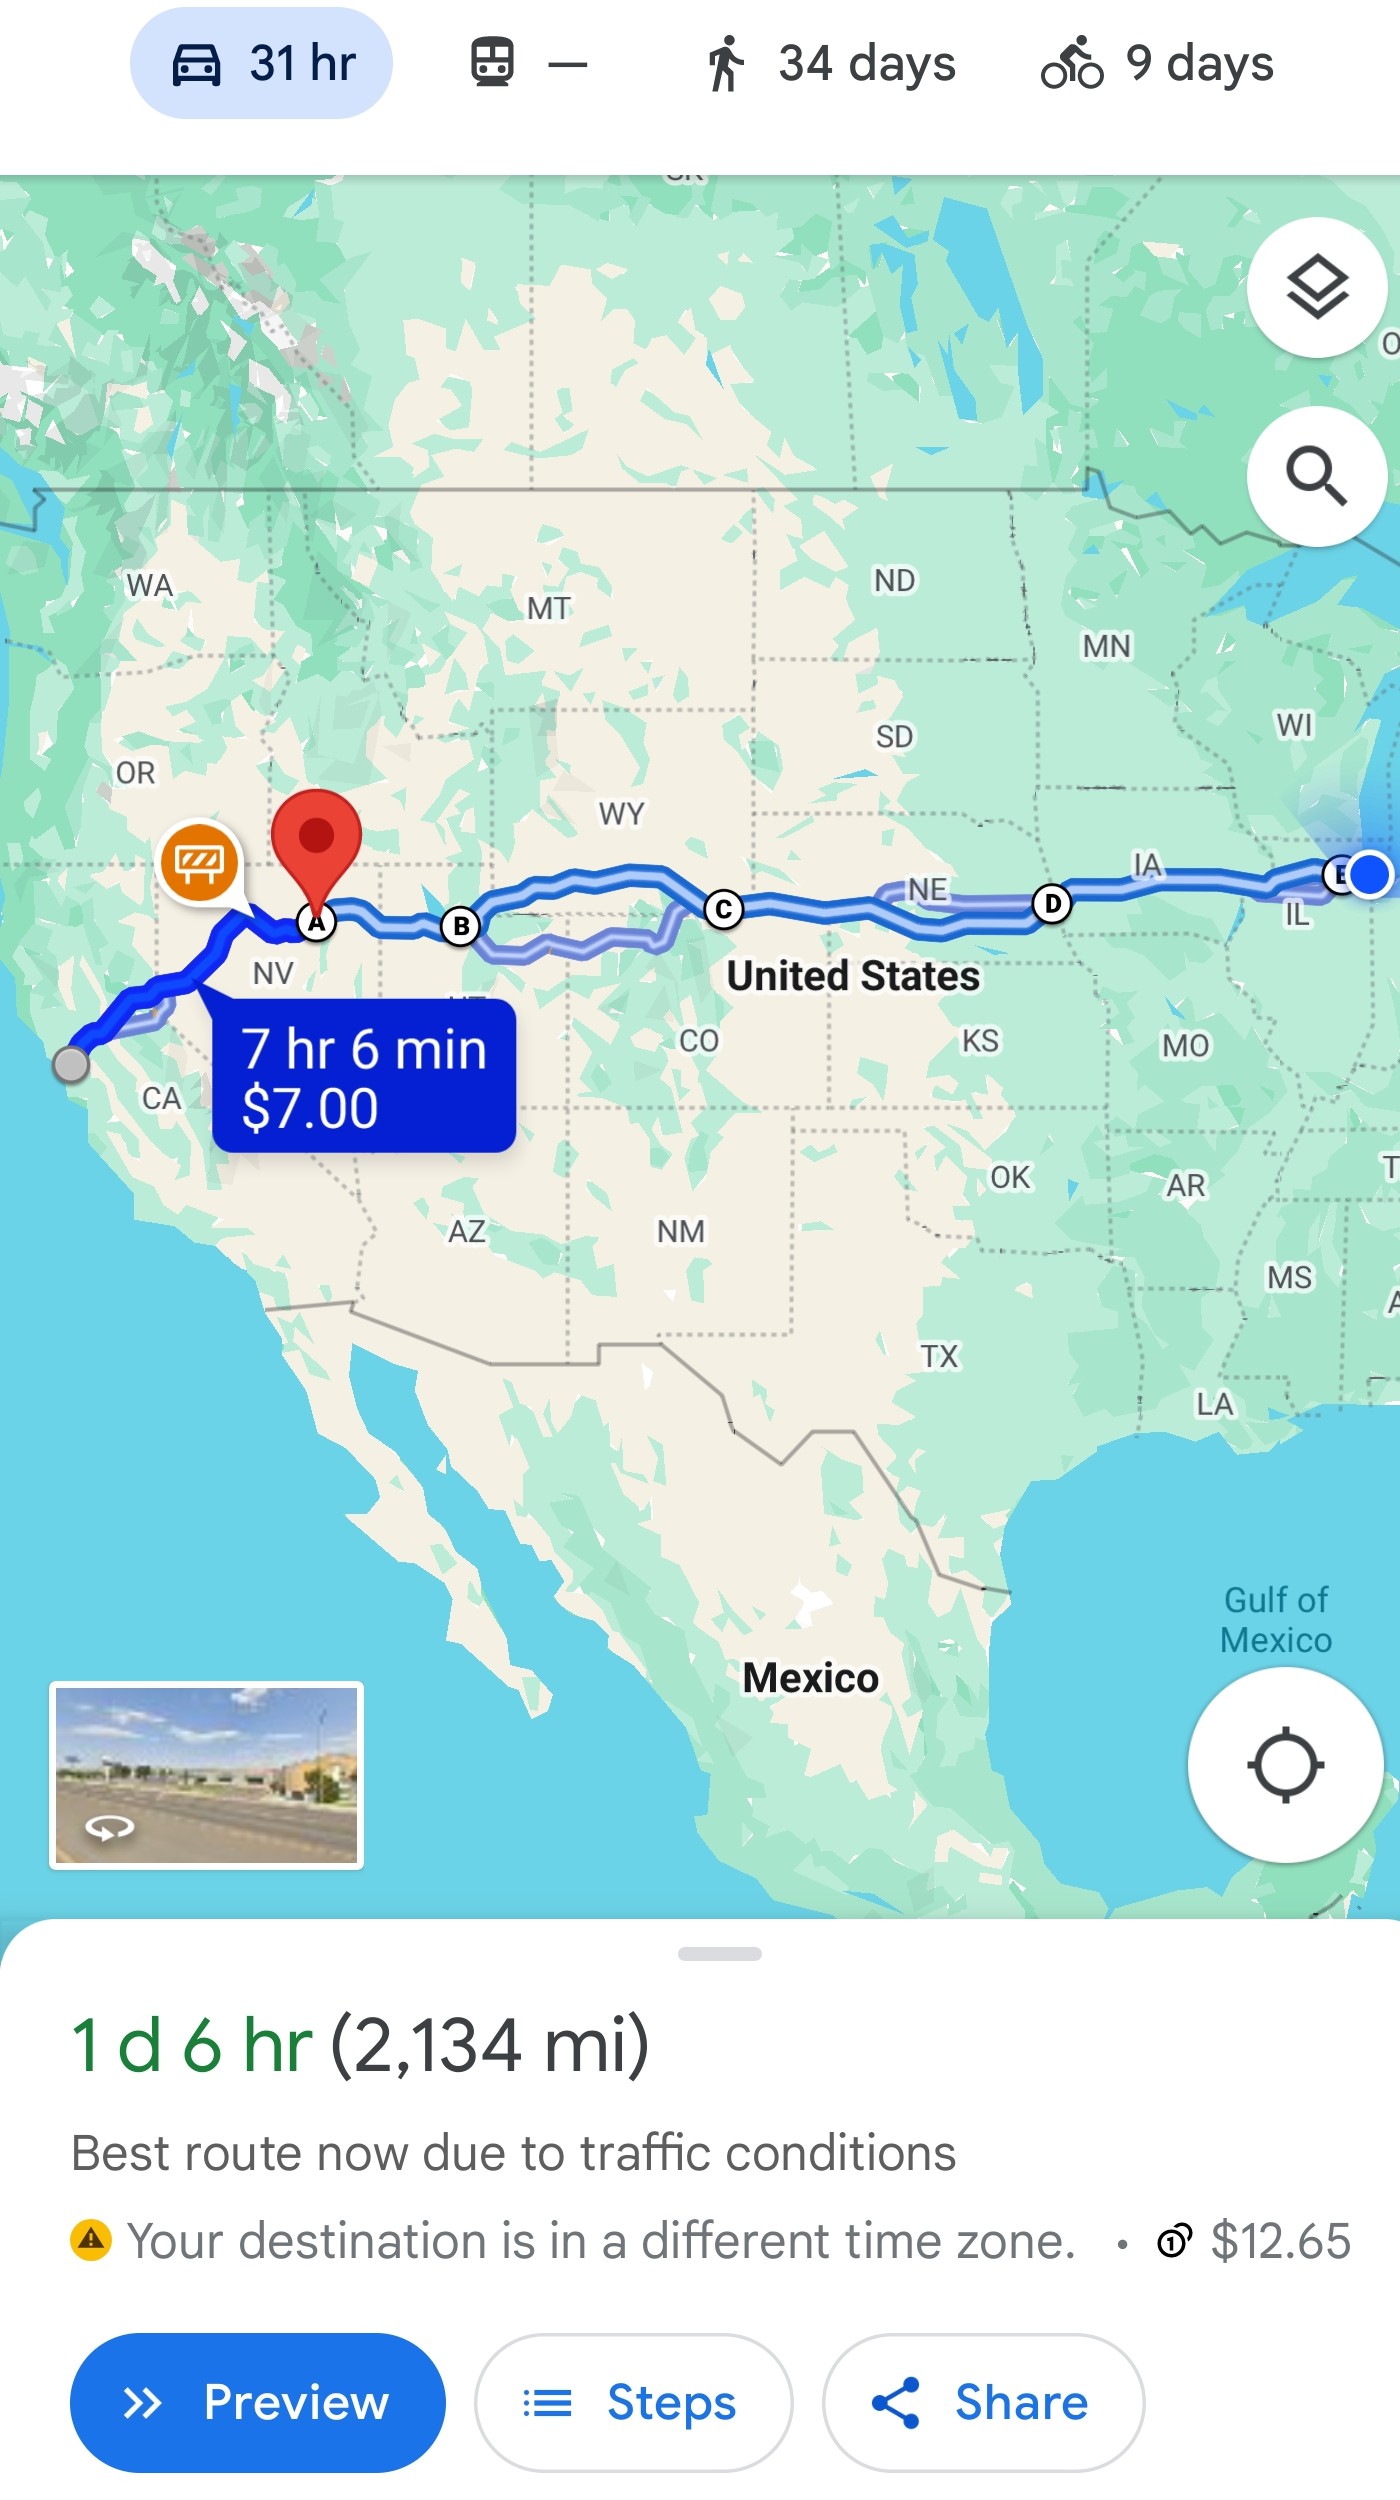 31 hr
—
34 days
9 days
WA
MT
ND
MN
OR
SD
WI
WY
IA
NE
IL
A
B
C
D
E
NV
United States
7 hr 6 min
$7.00
CO
KS
MO
CA
OK
AR
AZ
NM
MS
TX
LA
Gulf of
Mexico
Mexico
1 d 6 hr (2,134 mi)
Best route now due to traffic conditions
Your destination is in a different time zone. • $12.65
Preview
Steps
Share